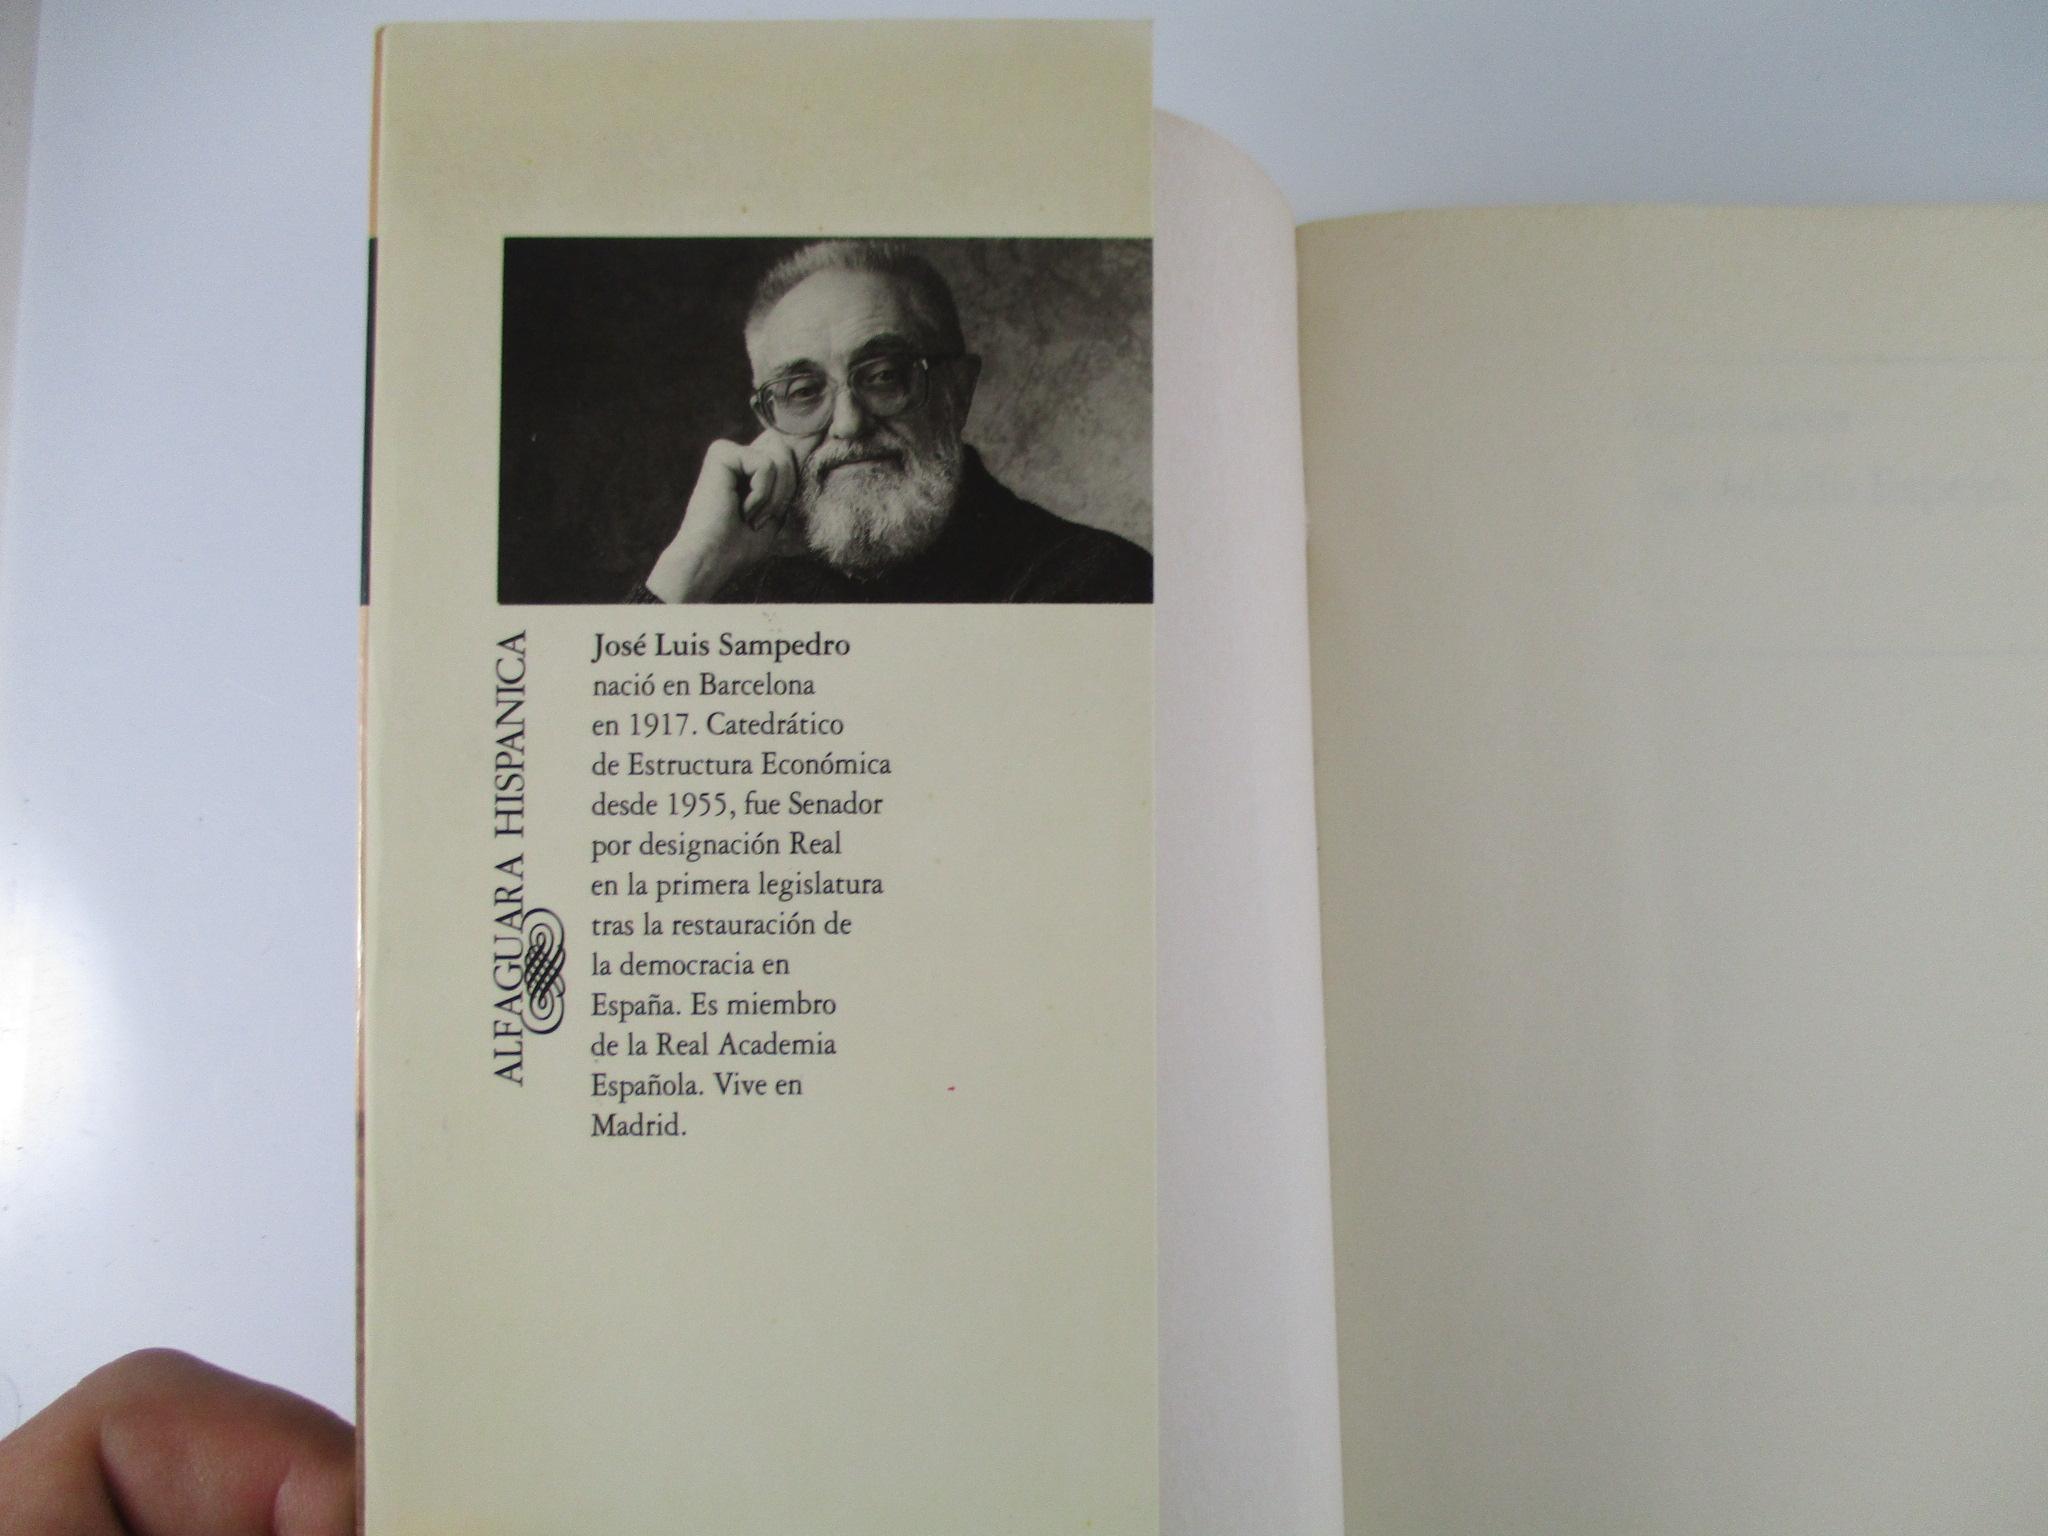 José Luis Sampedro
nació en Barcelona
en 1917. Catedrático
de Estructura Económica
desde 1955, fue Senador
por designación Real
en la primera legislatura
tras la restauración de
la democracia en
España. Es miembro
de la Real Academia
Española. Vive en
Madrid.
ALFAGUARA HISPANICA